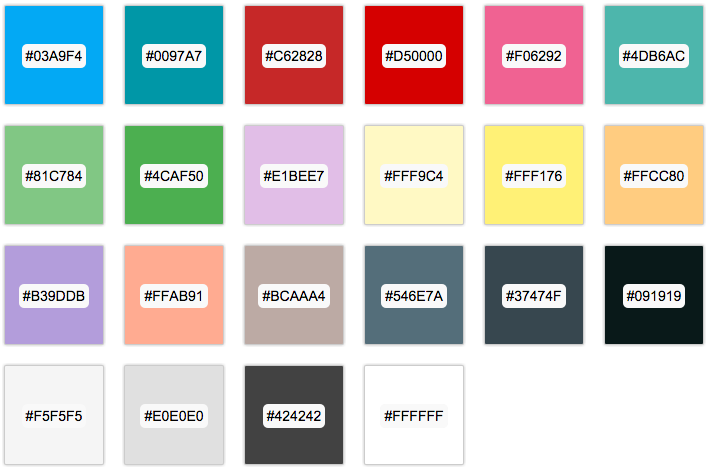 #03A9F4 #0097A7 #C62828 #D50000 #F06292 #4DB6AC
#81C784 #4CAF50 #E1BEE7 #FFF9C4 #FFF176 #FFCC80
#B39DDB #FFAB91 #BCAAA4 #546E7A #37474F #091919
#F5F5F5 #E0E0E0 #424242 #FFFFFF